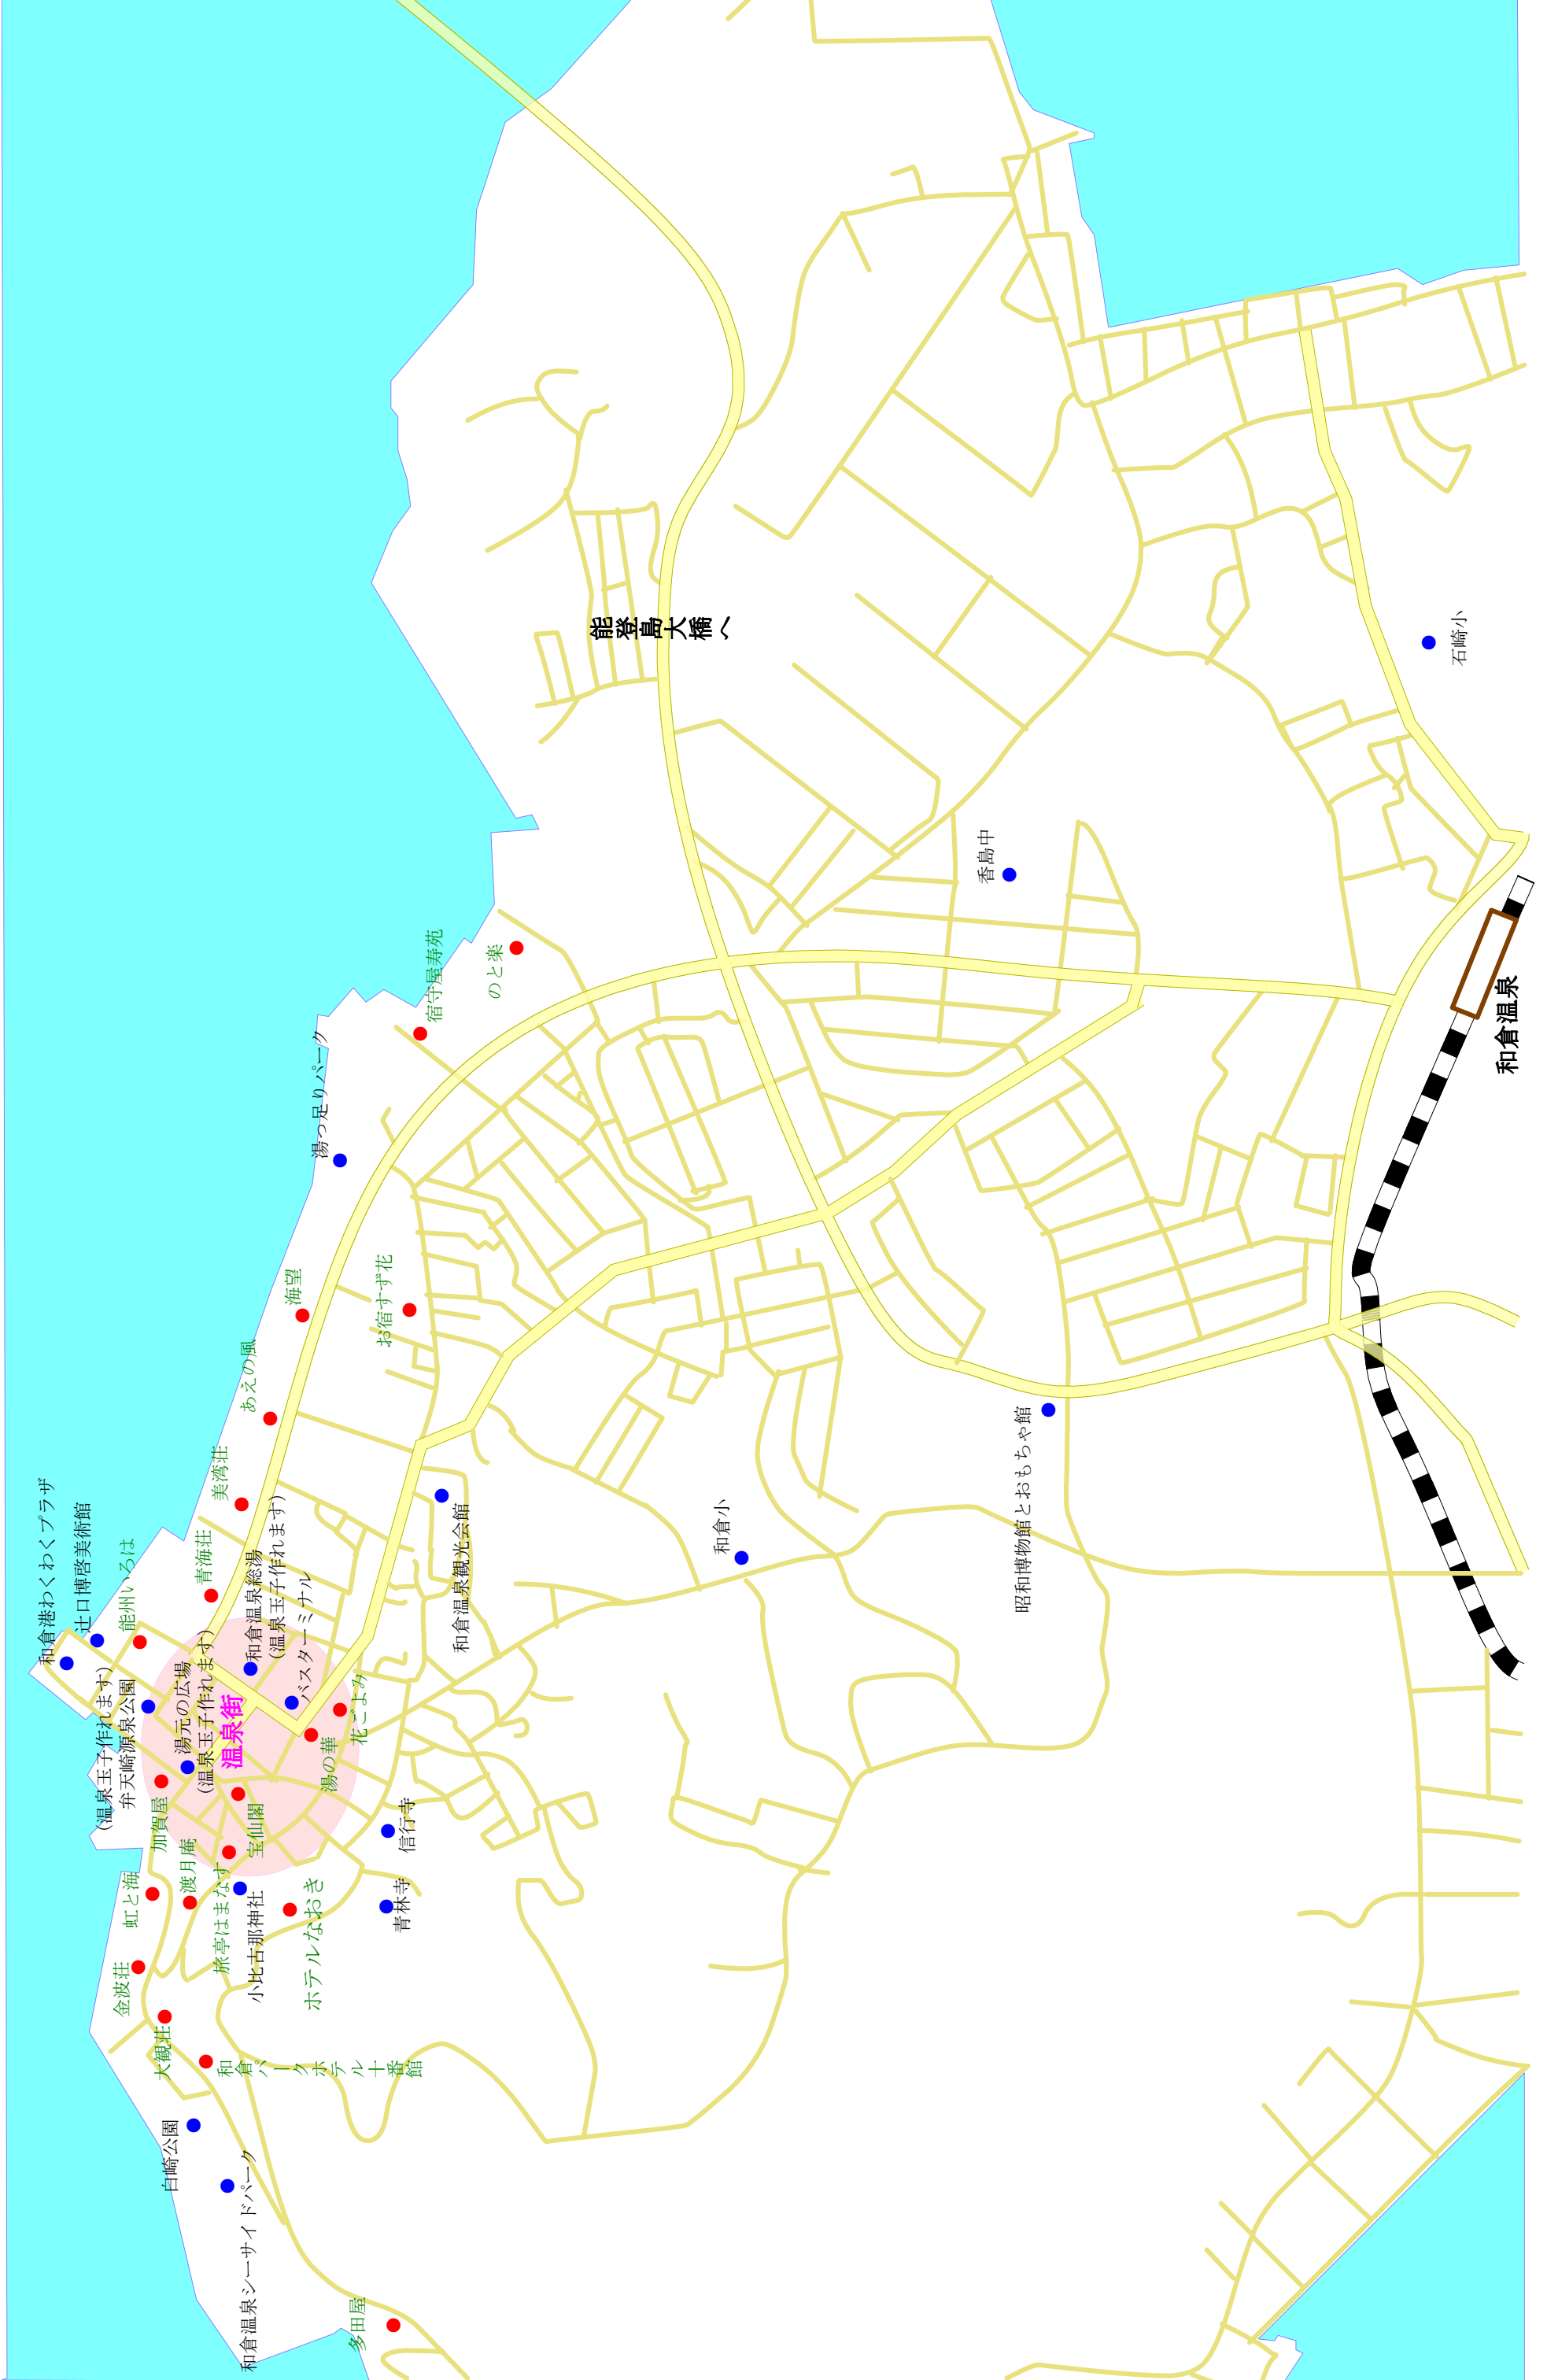 和倉港わくわくプラザ
辻口博啓美術館
能州いろは
(温泉玉子作れます)
弁天崎源泉公園
青海荘
美湾荘
あえの風
海望
湯っ足りパーク
お宿すず花
宿守屋寿苑
のと楽
能登島大橋へ
和倉温泉総湯
(温泉玉子作れます)
バスターミナル
湯元の広場
(温泉玉子作れます)
温泉街
花ごよみ
湯の華
加賀屋
渡月庵
宝仙閣
虹と海
旅亭はまなす
小比古那神社
ホテルなおき
信行寺
青林寺
金波荘
大観荘
和倉パークホテル十番館
白崎公園
和倉温泉シーサイドパーク
多田屋
和倉温泉観光会館
和倉小
香島中
昭和博物館とおもちゃ館
石崎小
和倉温泉